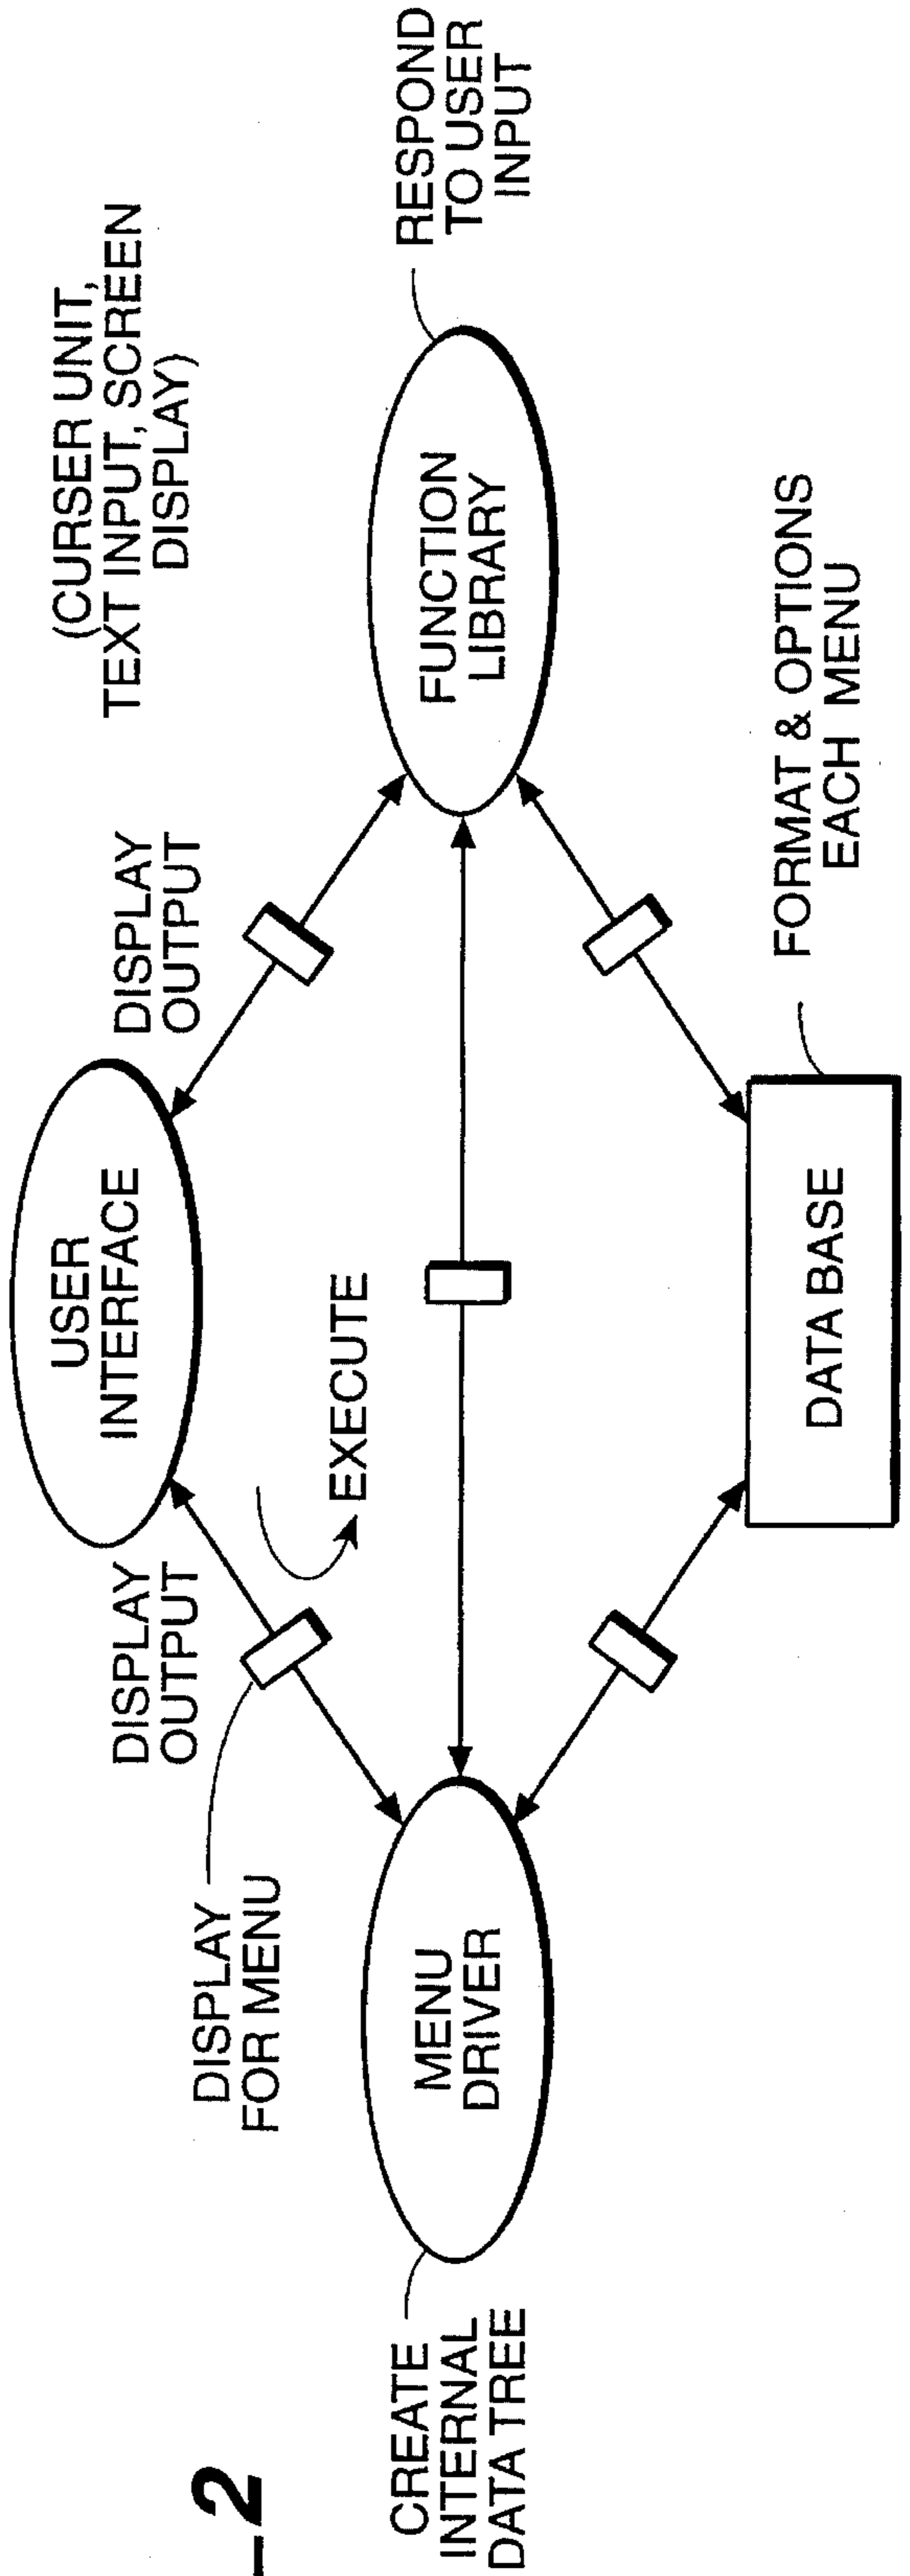 –2
(CURSER UNIT,
TEXT INPUT, SCREEN
DISPLAY)
USER
INTERFACE
DISPLAY
OUTPUT
DISPLAY
OUTPUT
DISPLAY
FOR MENU
EXECUTE
CREATE
INTERNAL
DATA TREE
MENU
DRIVER
FUNCTION
LIBRARY
RESPOND
TO USER
INPUT
DATA BASE
FORMAT & OPTIONS
EACH MENU